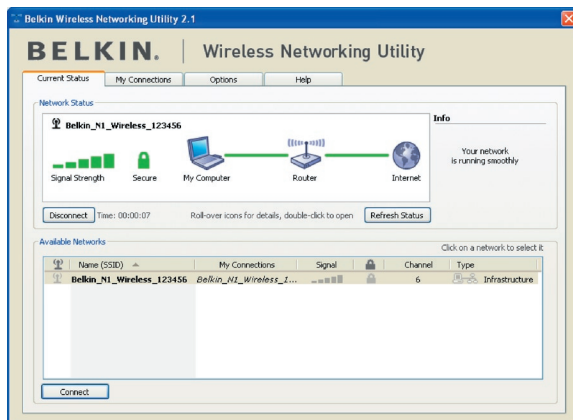 Belkin Wireless Networking Utility 2.1
BELKIN. | Wireless Networking Utility
Current Status My Connections Options Help
Network Status
Belkin_N1_Wireless_123456
Info
Your network
is running smoothly
Signal Strength Secure My Computer Router Internet
Disconnect Time: 00:00:07 Roll-over icons for details, double-click to open Refresh Status
Available Networks
Click on a network to select it
Name (SSID) My Connections Signal Channel Type
Belkin_N1_Wireless_123456 Belkin_N1_Wireless_1... 6 Infrastructure
Connect